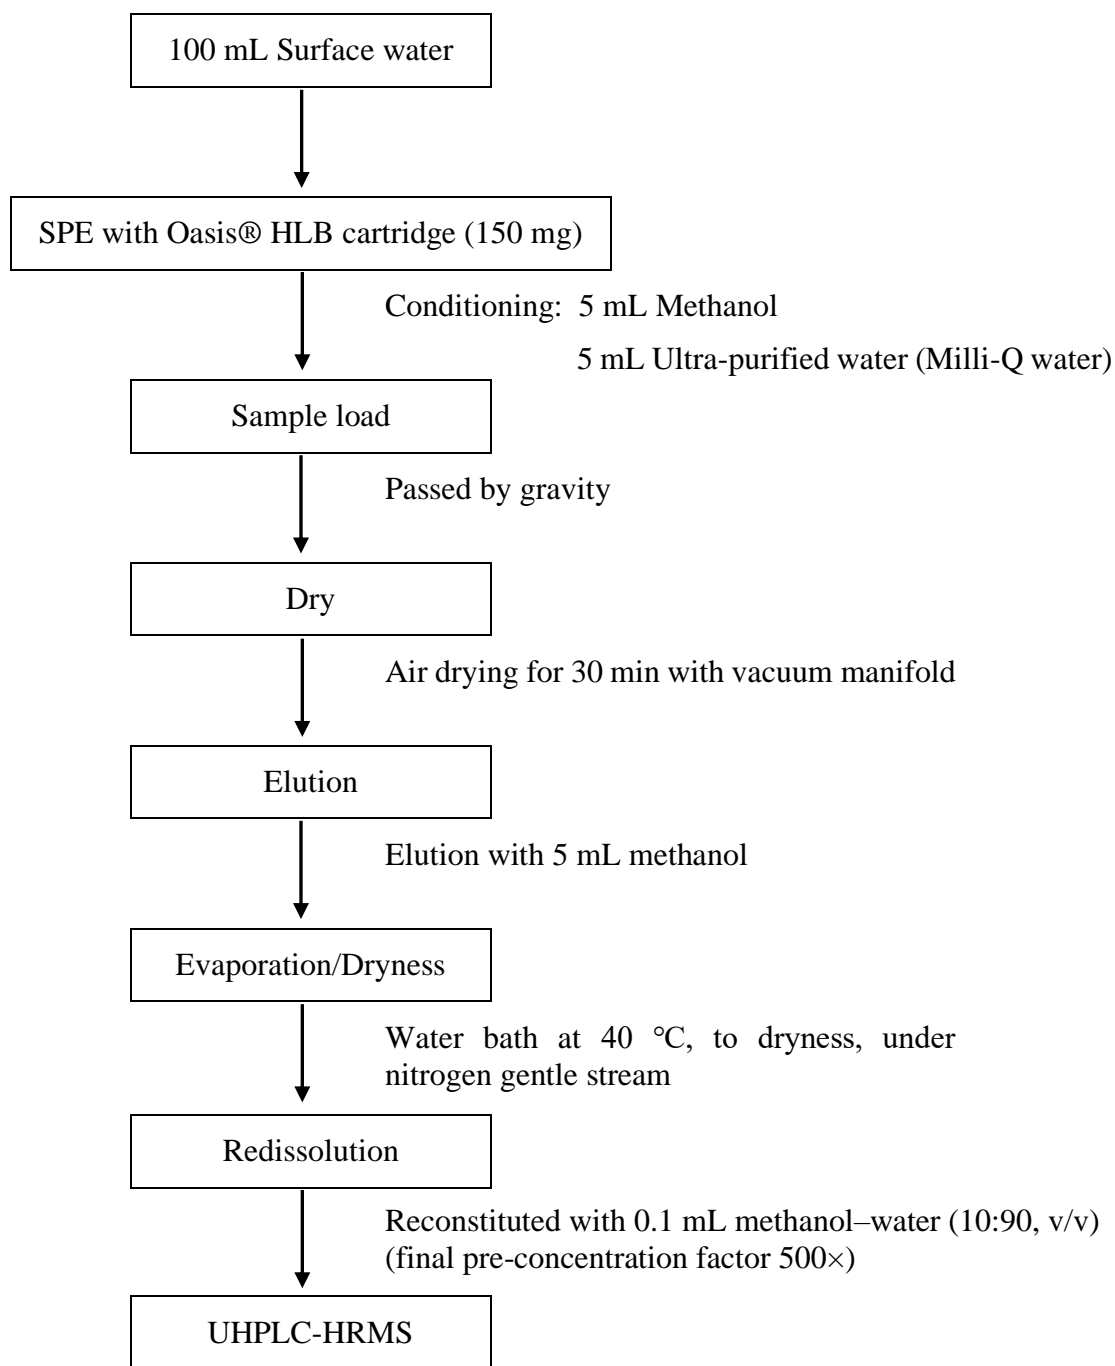 100 mL Surface water
SPE with Oasis® HLB cartridge (150 mg)
Conditioning: 5 mL Methanol
5 mL Ultra-purified water (Milli-Q water)
Sample load
Passed by gravity
Dry
Air drying for 30 min with vacuum manifold
Elution
Elution with 5 mL methanol
Evaporation/Dryness
Water bath at 40 °C, to dryness, under
nitrogen gentle stream
Redissolution
Reconstituted with 0.1 mL methanol–water (10:90, v/v)
(final pre-concentration factor 500×)
UHPLC-HRMS